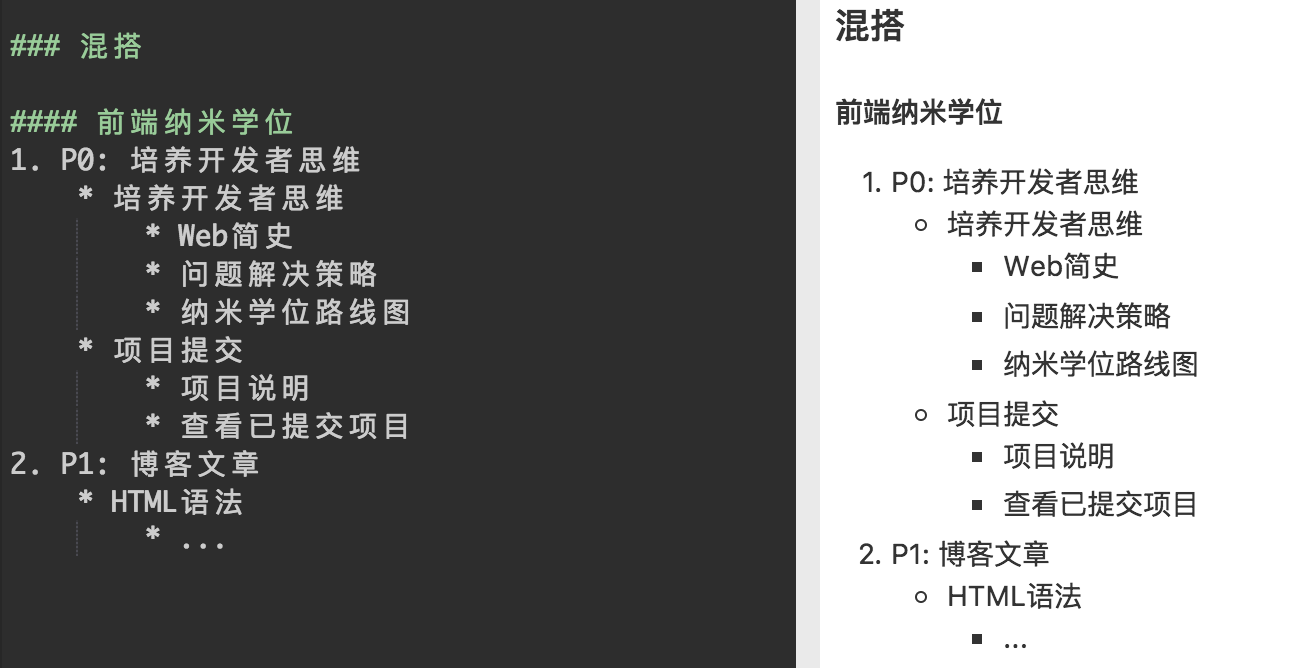 ### 混搭
#### 前端纳米学位
1. P0: 培养开发者思维
* 培养开发者思维
* Web简史
* 问题解决策略
* 纳米学位路线图
* 项目提交
* 项目说明
* 查看已提交项目
2. P1: 博客文章
* HTML语法
* ...
混搭
前端纳米学位
1. P0: 培养开发者思维
培养开发者思维
Web简史
问题解决策略
纳米学位路线图
项目提交
项目说明
查看已提交项目
2. P1: 博客文章
HTML语法
...